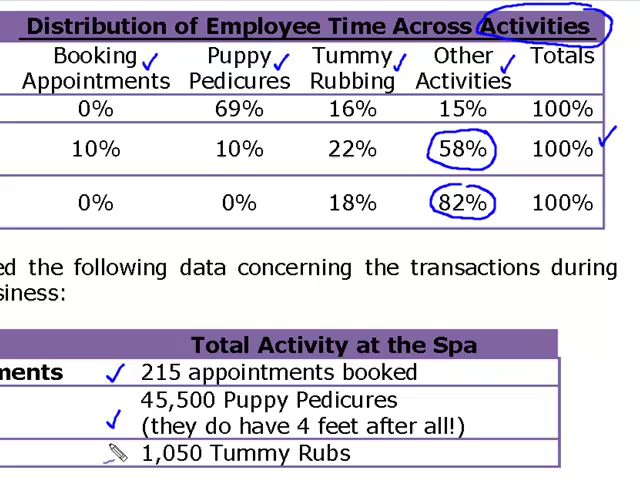 Distribution of Employee Time Across Activities
Booking Appointments Puppy Pedicures Tummy Rubbing Other Activities Totals
0% 69% 16% 15% 100%
10% 10% 22% 58% 100%
0% 0% 18% 82% 100%
ed the following data concerning the transactions during
siness:
Total Activity at the Spa
ments 215 appointments booked
45,500 Puppy Pedicures
(they do have 4 feet after all!)
1,050 Tummy Rubs